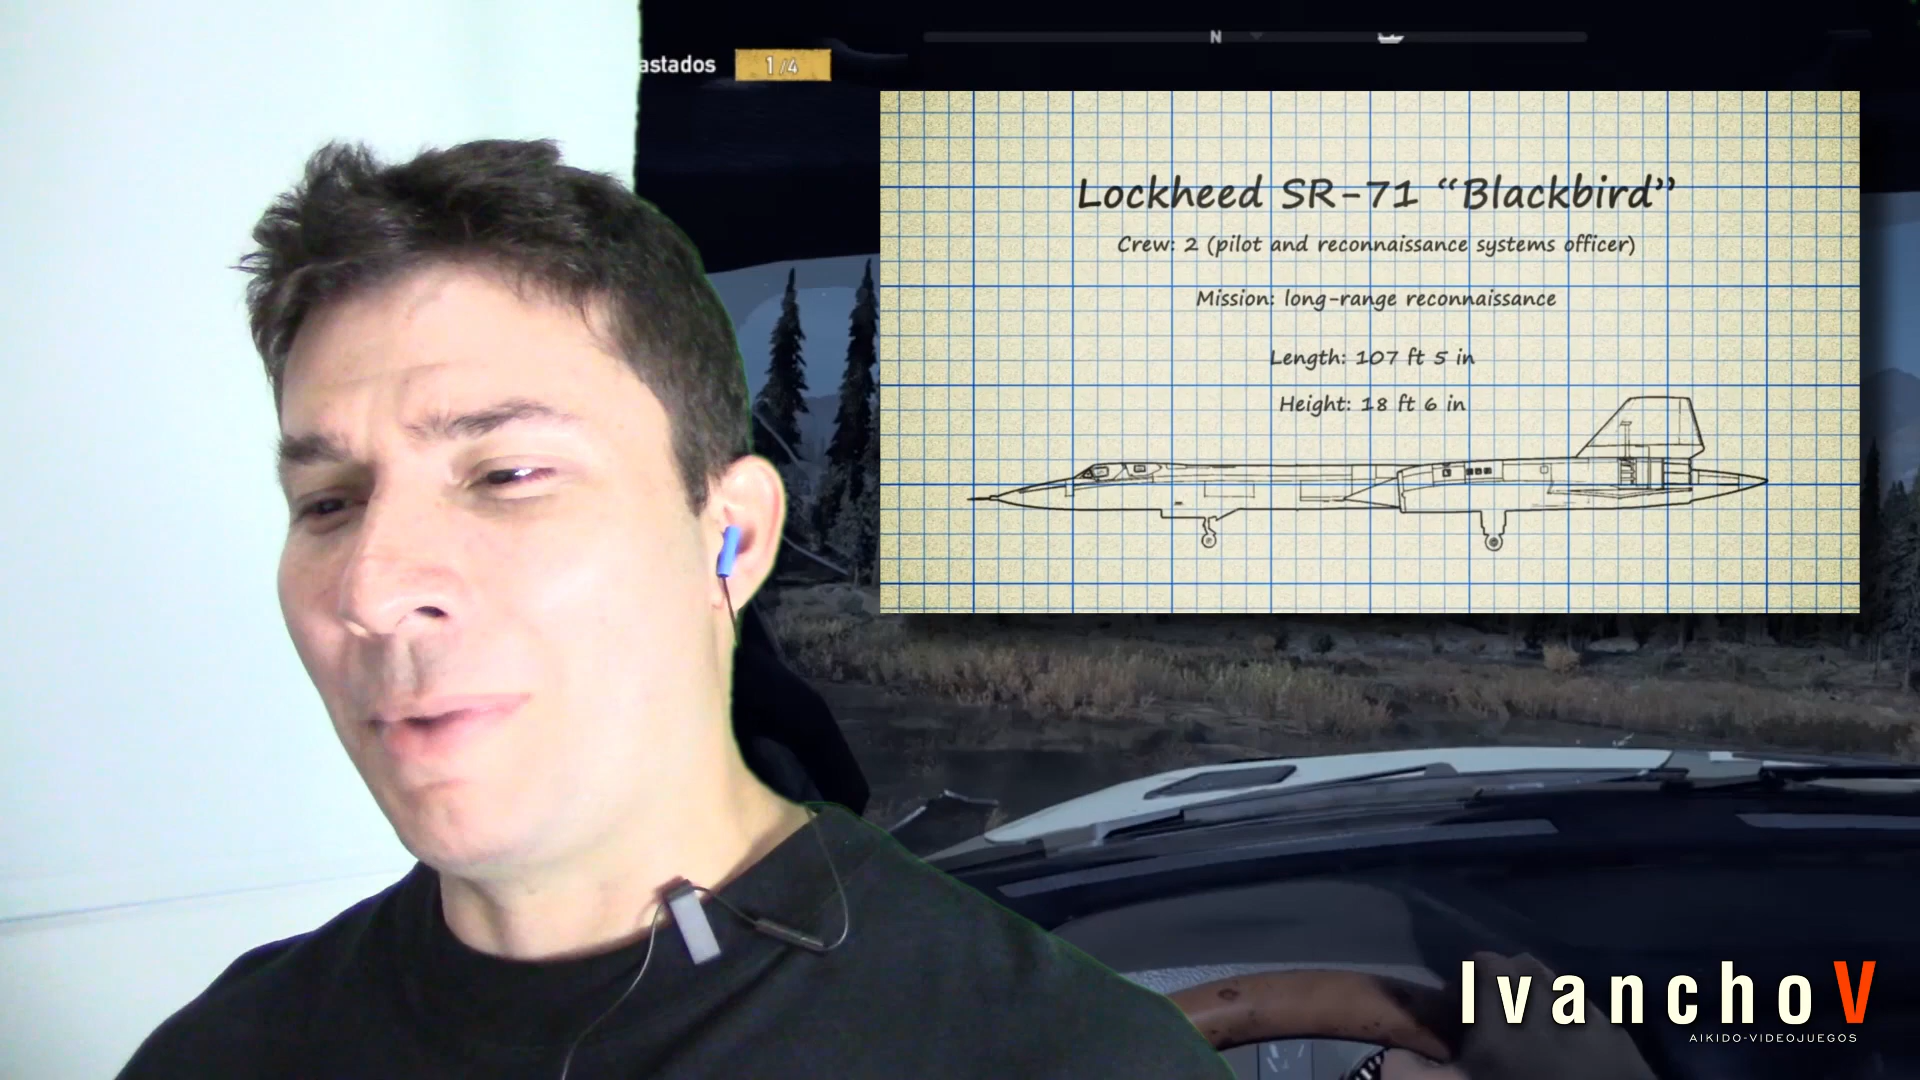 astados
1/4
N
Lockheed SR-71 “Blackbird”
Crew: 2 (pilot and reconnaissance systems officer)
Mission: long-range reconnaissance
Length: 107 ft 5 in
Height: 18 ft 6 in
IvanchoV
AIKIDO-VIDEOJUEGOS